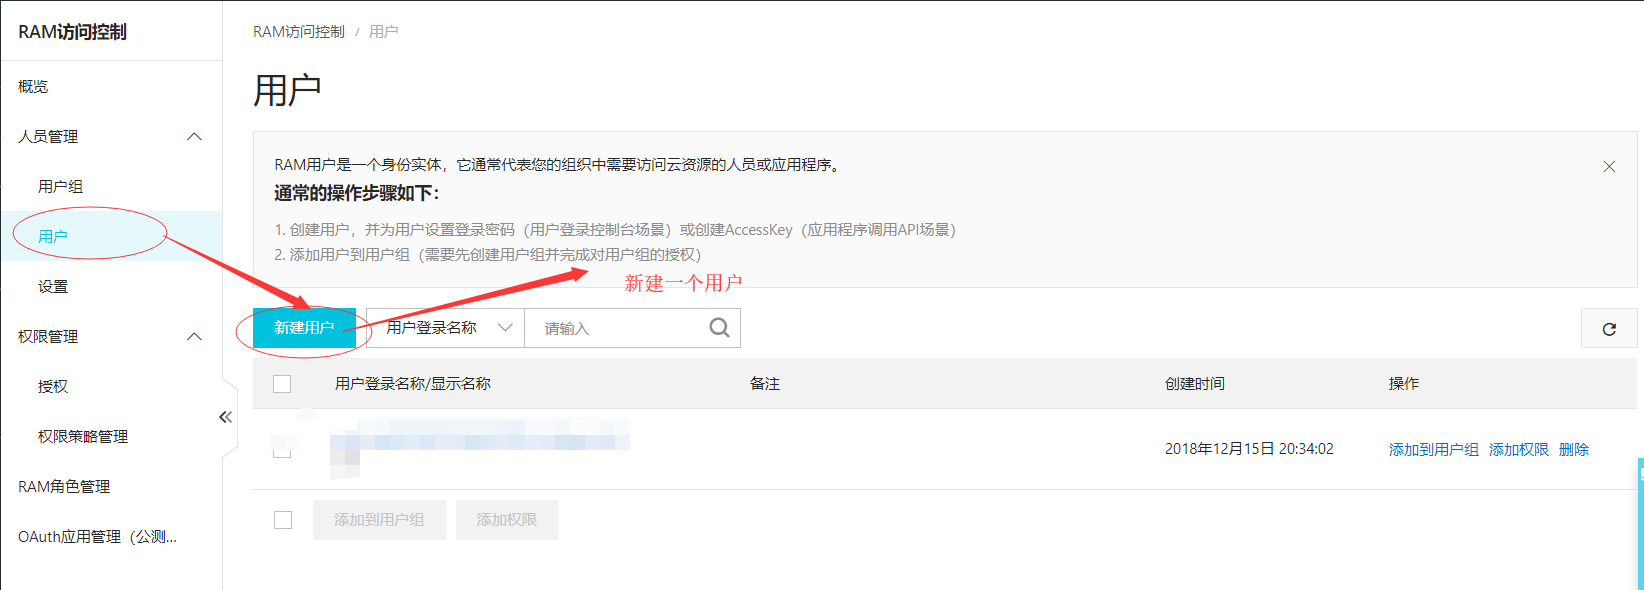 RAM访问控制
概览
人员管理
用户组
用户
设置
权限管理
授权
权限策略管理
RAM角色管理
OAuth应用管理（公测...
RAM访问控制 / 用户
用户
RAM用户是一个身份实体，它通常代表您的组织中需要访问云资源的人员或应用程序。
通常的操作步骤如下：
1. 创建用户，并为用户设置登录密码（用户登录控制台场景）或创建AccessKey（应用程序调用API场景）
2. 添加用户到用户组（需要先创建用户组并完成对用户组的授权）
新建一个用户
新建用户 用户登录名称 请输入
用户登录名称/显示名称 备注 创建时间 操作
2018年12月15日 20:34:02 添加到用户组 添加权限 删除
添加到用户组 添加权限